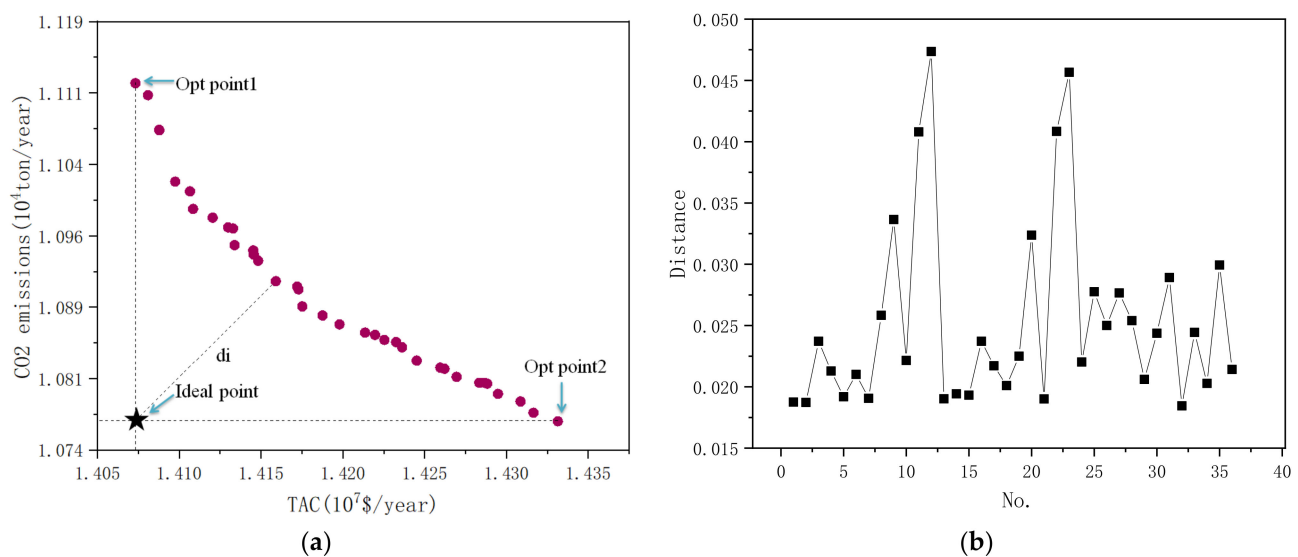 CO2 emissions(10⁴ton/year)
1.119
1.111
1.104
1.096
1.089
1.081
1.074
Opt point1
di
Ideal point
Opt point2
1.405 1.410 1.415 1.420 1.425 1.430 1.435
TAC(10⁷$/year)
(a)
Distance
0.050
0.045
0.040
0.035
0.030
0.025
0.020
0.015
0 5 10 15 20 25 30 35 40
No.
(b)